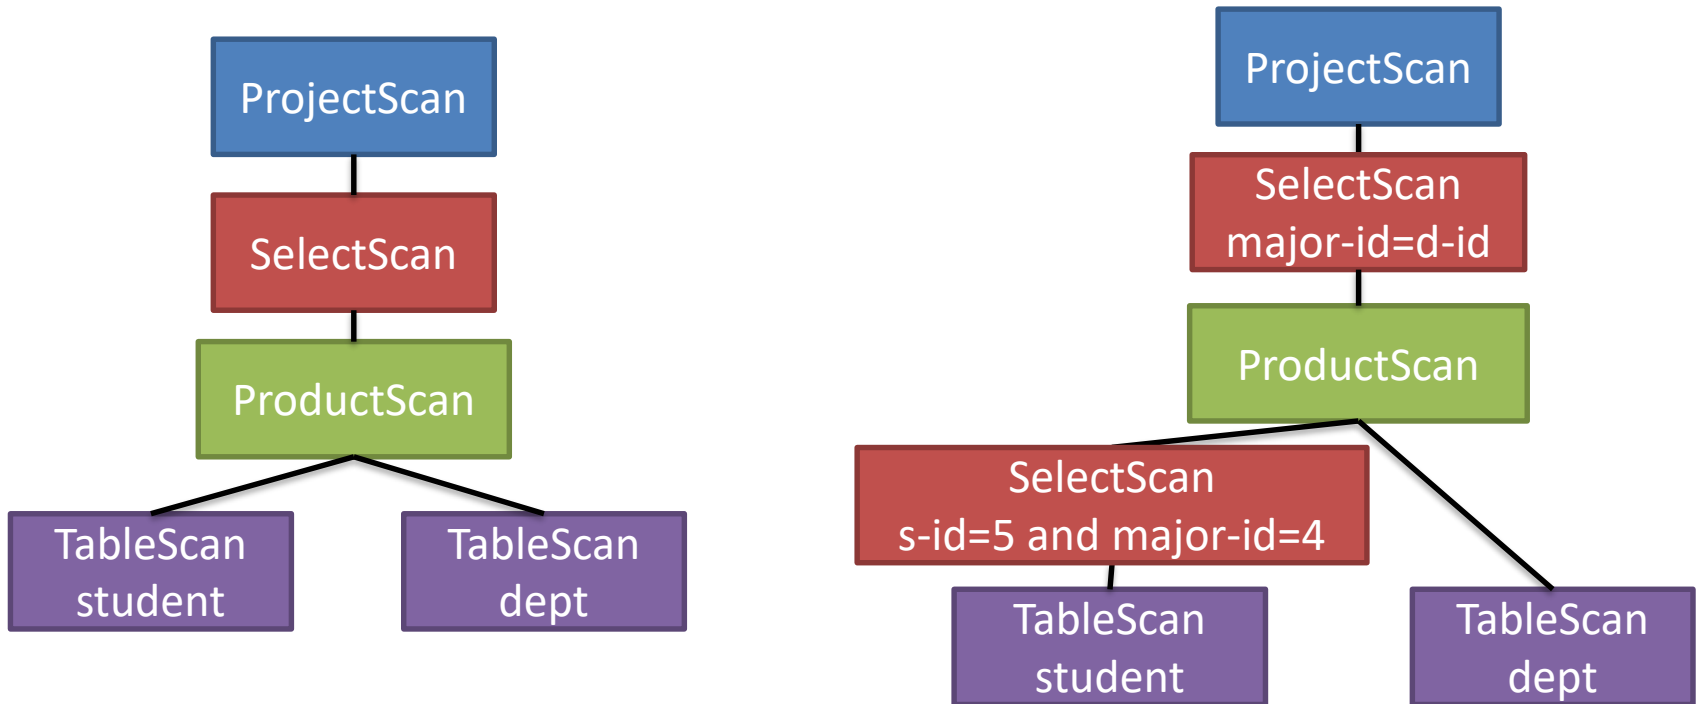 ProjectScan
SelectScan
ProductScan
TableScan
student
TableScan
dept
ProjectScan
SelectScan
major-id=d-id
ProductScan
SelectScan
s-id=5 and major-id=4
TableScan
student
TableScan
dept